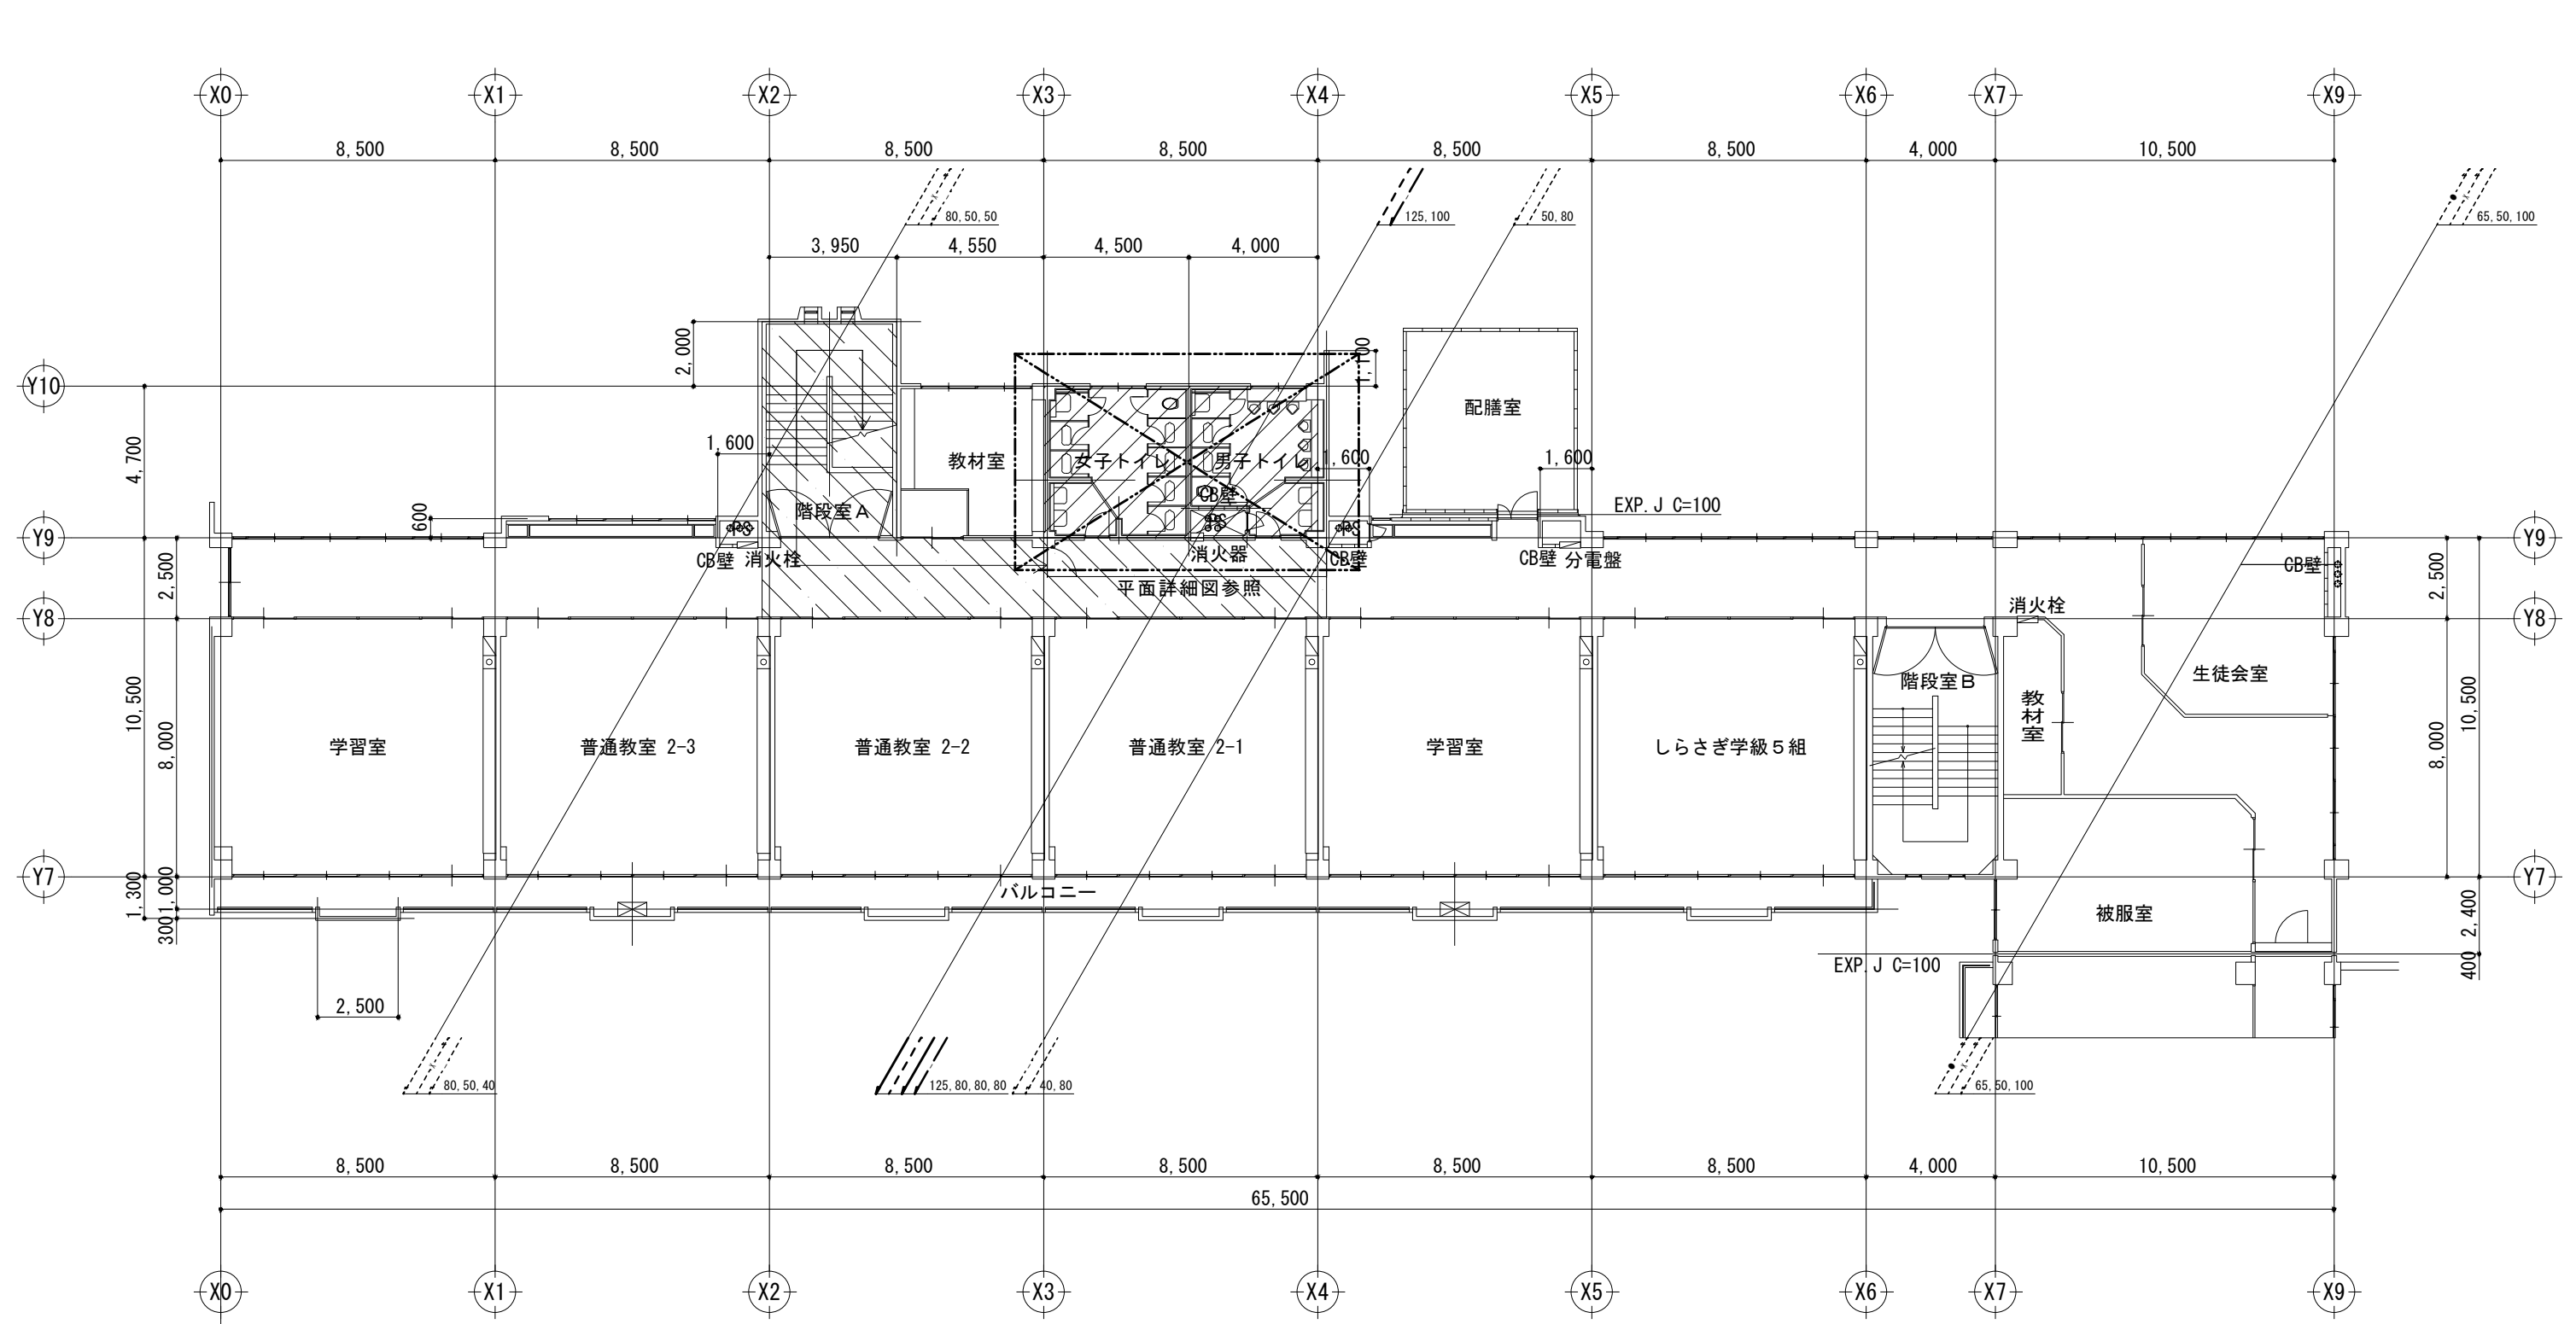 X0 X1 X2 X3 X4 X5 X6 X7 X9
8,500 8,500 8,500 8,500 8,500 8,500 4,000 10,500
80,50,50 125,100 50,80 65,50,100
3,950 4,550 4,500 4,000
2,000 1,100
Y10
配膳室
4,700 1,600 教材室 女子トイレ 男子トイレ 1,600 1,600
CB壁
EXP.J C=100
600 階段室A
PS PS PS
Y9 Y9
CB壁 消火栓 消火器 CB壁 CB壁 分電盤 CB壁
2,500 平面詳細図参照 2,500
消火栓
Y8 Y8
生徒会室
階段室B
教材室
10,500 10,500
学習室 普通教室 2-3 普通教室 2-2 普通教室 2-1 学習室 しらさぎ学級5組
8,000 8,000
Y7 Y7
1,300 1,000 バルコニー
300 被服室 2,400
EXP.J C=100 400
2,500
80,50,40 125,80,80,80 40,80 65,50,100
8,500 8,500 8,500 8,500 8,500 8,500 4,000 10,500
65,500
X0 X1 X2 X3 X4 X5 X6 X7 X9